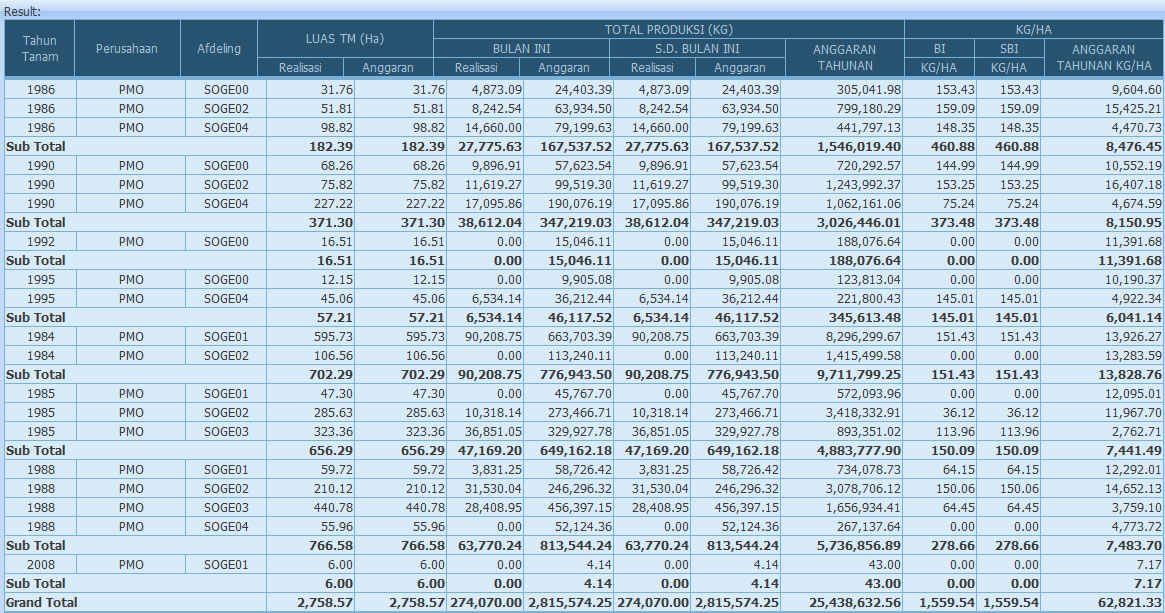 Result:
Tahun Tanam Perusahaan Afdeling LUAS TM (Ha) TOTAL PRODUKSI (KG) KG/HA
BULAN INI S.D. BULAN INI ANGGARAN TAHUNAN BI SBI ANGGARAN TAHUNAN KG/HA
Realisasi Anggaran Realisasi Anggaran Realisasi Anggaran KG/HA KG/HA
1986 PMO SOGE00 31.76 31.76 4,873.09 24,403.39 4,873.09 24,403.39 305,041.98 153.43 153.43 9,604.60
1986 PMO SOGE02 51.81 51.81 8,242.54 63,934.50 8,242.54 63,934.50 799,180.29 159.09 159.09 15,425.21
1986 PMO SOGE04 98.82 98.82 14,660.00 79,199.63 14,660.00 79,199.63 441,797.13 148.35 148.35 4,470.73
Sub Total 182.39 182.39 27,775.63 167,537.52 27,775.63 167,537.52 1,546,019.40 460.88 460.88 8,476.45
1990 PMO SOGE00 68.26 68.26 9,896.91 57,623.54 9,896.91 57,623.54 720,292.57 144.99 144.99 10,552.19
1990 PMO SOGE02 75.82 75.82 11,619.27 99,519.30 11,619.27 99,519.30 1,243,992.37 153.25 153.25 16,407.18
1990 PMO SOGE04 227.22 227.22 17,095.86 190,076.19 17,095.86 190,076.19 1,062,161.06 75.24 75.24 4,674.59
Sub Total 371.30 371.30 38,612.04 347,219.03 38,612.04 347,219.03 3,026,446.01 373.48 373.48 8,150.95
1992 PMO SOGE00 16.51 16.51 0.00 15,046.11 0.00 15,046.11 188,076.64 0.00 0.00 11,391.68
Sub Total 16.51 16.51 0.00 15,046.11 0.00 15,046.11 188,076.64 0.00 0.00 11,391.68
1995 PMO SOGE00 12.15 12.15 0.00 9,905.08 0.00 9,905.08 123,813.04 0.00 0.00 10,190.37
1995 PMO SOGE04 45.06 45.06 6,534.14 36,212.44 6,534.14 36,212.44 221,800.43 145.01 145.01 4,922.34
Sub Total 57.21 57.21 6,534.14 46,117.52 6,534.14 46,117.52 345,613.48 145.01 145.01 6,041.14
1984 PMO SOGE01 595.73 595.73 90,208.75 663,703.39 90,208.75 663,703.39 8,296,299.67 151.43 151.43 13,926.27
1984 PMO SOGE02 106.56 106.56 0.00 113,240.11 0.00 113,240.11 1,415,499.58 0.00 0.00 13,283.59
Sub Total 702.29 702.29 90,208.75 776,943.50 90,208.75 776,943.50 9,711,799.25 151.43 151.43 13,828.76
1985 PMO SOGE01 47.30 47.30 0.00 45,767.70 0.00 45,767.70 572,093.96 0.00 0.00 12,095.01
1985 PMO SOGE02 285.63 285.63 10,318.14 273,466.71 10,318.14 273,466.71 3,418,332.91 36.12 36.12 11,967.70
1985 PMO SOGE03 323.36 323.36 36,851.05 329,927.78 36,851.05 329,927.78 893,351.02 113.96 113.96 2,762.71
Sub Total 656.29 656.29 47,169.20 649,162.18 47,169.20 649,162.18 4,883,777.90 150.09 150.09 7,441.49
1988 PMO SOGE01 59.72 59.72 3,831.25 58,726.42 3,831.25 58,726.42 734,078.73 64.15 64.15 12,292.01
1988 PMO SOGE02 210.12 210.12 31,530.04 246,296.32 31,530.04 246,296.32 3,078,706.12 150.06 150.06 14,652.13
1988 PMO SOGE03 440.78 440.78 28,408.95 456,397.15 28,408.95 456,397.15 1,656,934.41 64.45 64.45 3,759.10
1988 PMO SOGE04 55.96 55.96 0.00 52,124.36 0.00 52,124.36 267,137.64 0.00 0.00 4,773.72
Sub Total 766.58 766.58 63,770.24 813,544.24 63,770.24 813,544.24 5,736,856.89 278.66 278.66 7,483.70
2008 PMO SOGE01 6.00 6.00 0.00 4.14 0.00 4.14 43.00 0.00 0.00 7.17
Sub Total 6.00 6.00 0.00 4.14 0.00 4.14 43.00 0.00 0.00 7.17
Grand Total 2,758.57 2,758.57 274,070.00 2,815,574.25 274,070.00 2,815,574.25 25,438,632.56 1,559.54 1,559.54 62,821.33